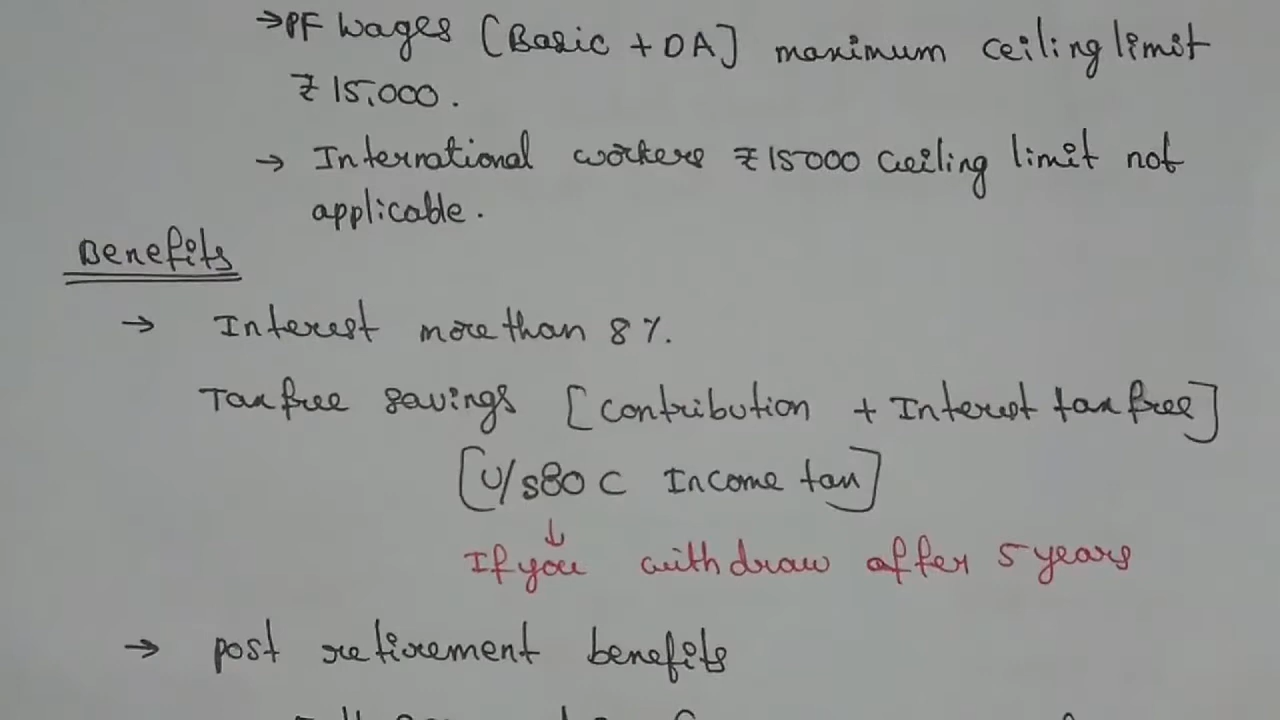 → PF wages [Basic + DA] maximum ceiling limit
₹15,000.
→ International workers ₹15000 ceiling limit not
applicable.
Benefits
→ Interest more than 8%.
Tax free savings [contribution + Interest tax free]
[U/s80 C Income tax]
↓
If you withdraw after 5 years
→ post retirement benefits